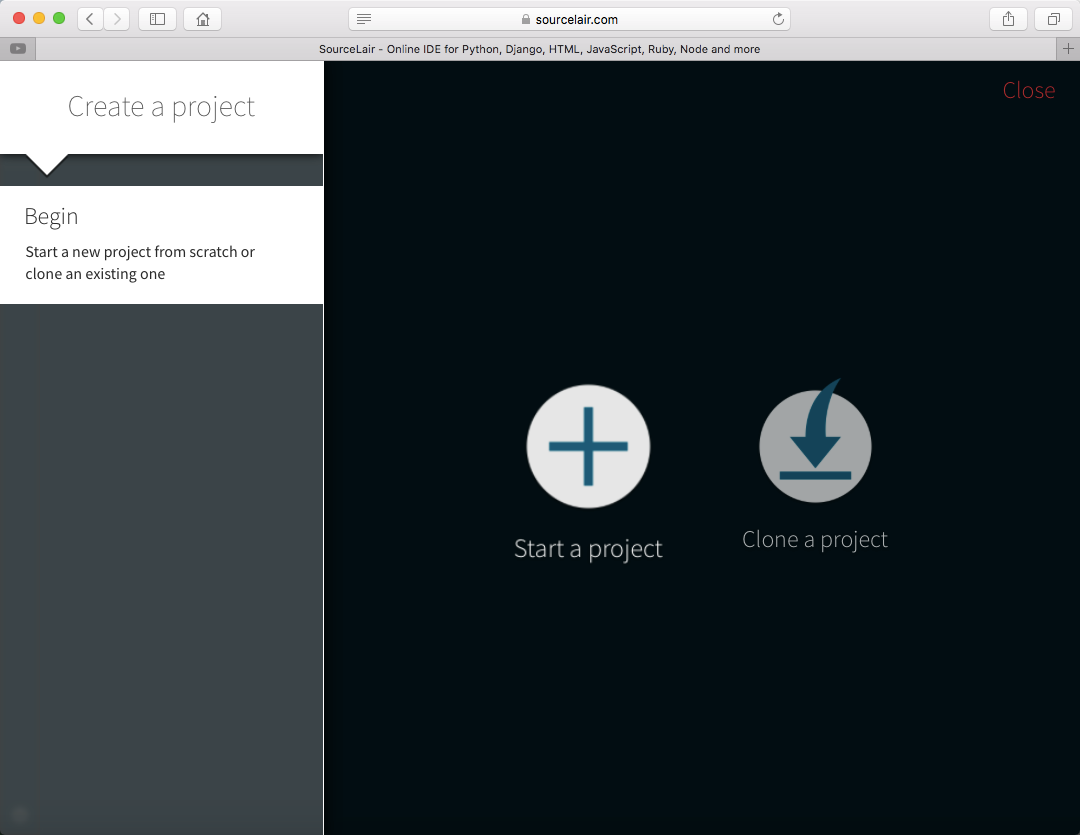 sourcelair.com
SourceLair - Online IDE for Python, Django, HTML, JavaScript, Ruby, Node and more
Create a project
Close
Begin
Start a new project from scratch or
clone an existing one
Start a project
Clone a project